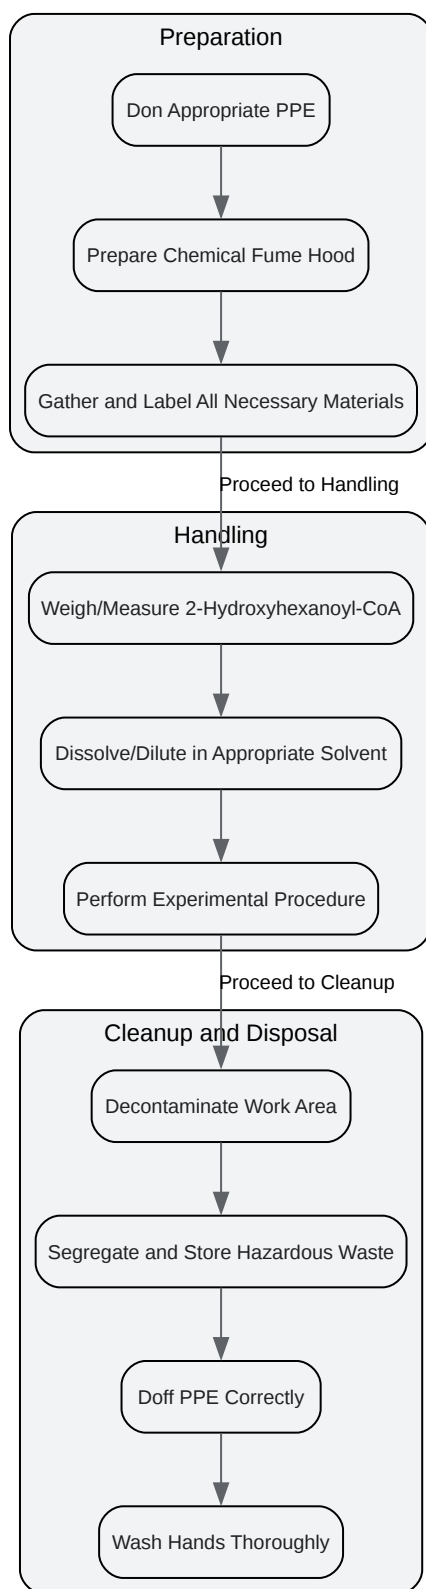 Preparation
Don Appropriate PPE
Prepare Chemical Fume Hood
Gather and Label All Necessary Materials
Proceed to Handling
Handling
Weigh/Measure 2-Hydroxyhexanoyl-CoA
Dissolve/Dilute in Appropriate Solvent
Perform Experimental Procedure
Proceed to Cleanup
Cleanup and Disposal
Decontaminate Work Area
Segregate and Store Hazardous Waste
Doff PPE Correctly
Wash Hands Thoroughly